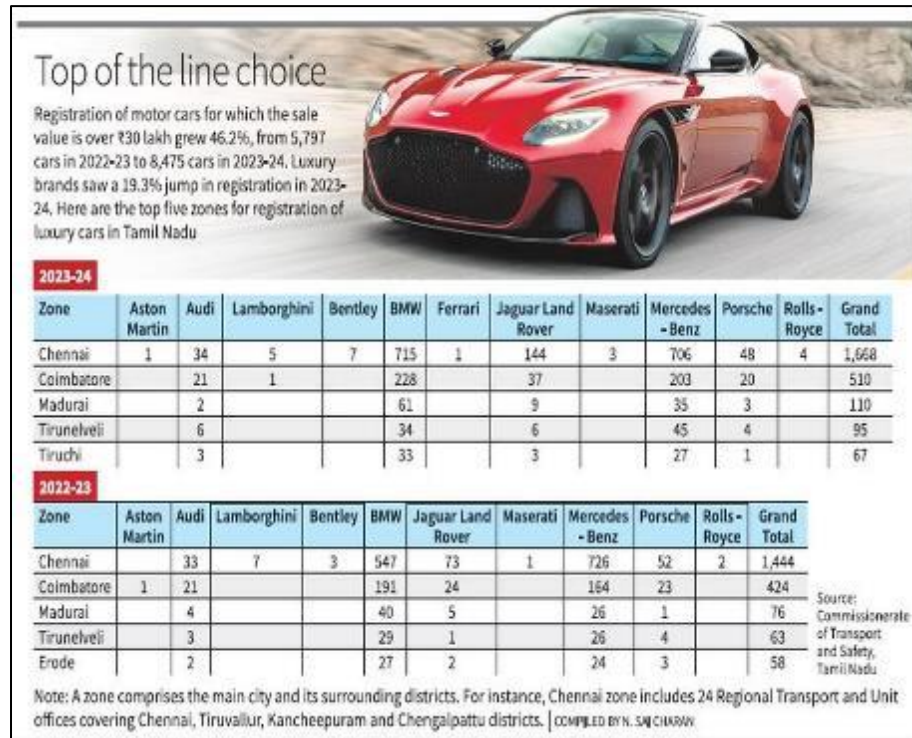 Top of the line choice
Registration of motor cars for which the sale
value is over ₹30 lakh grew 46.2%, from 5,797
cars in 2022-23 to 8,475 cars in 2023-24. Luxury
brands saw a 19.3% jump in registration in 2023-
24. Here are the top five zones for registration of
luxury cars in Tamil Nadu
2023-24
Zone Aston Martin Audi Lamborghini Bentley BMW Ferrari Jaguar Land Rover Maserati Mercedes -Benz Porsche Rolls-Royce Grand Total
Chennai 1 34 5 7 715 1 144 3 706 48 4 1,668
Coimbatore 21 1 228 37 203 20 510
Madurai 2 61 9 35 3 110
Tirunelveli 6 34 6 45 4 95
Tiruchi 3 33 3 27 1 67
2022-23
Zone Aston Martin Audi Lamborghini Bentley BMW Jaguar Land Rover Maserati Mercedes -Benz Porsche Rolls-Royce Grand Total
Chennai 33 7 3 547 73 1 726 52 2 1,444
Coimbatore 1 21 191 24 164 23 424
Madurai 4 40 5 26 1 76
Tirunelveli 3 29 1 26 4 63
Erode 2 27 2 24 3 58
Source:
Commissionerate
of Transport
and Safety,
Tamil Nadu
Note: A zone comprises the main city and its surrounding districts. For instance, Chennai zone includes 24 Regional Transport and Unit
offices covering Chennai, Tiruvallur, Kancheepuram and Chengalpattu districts. | COMPILED BY N. SAI CHARAN